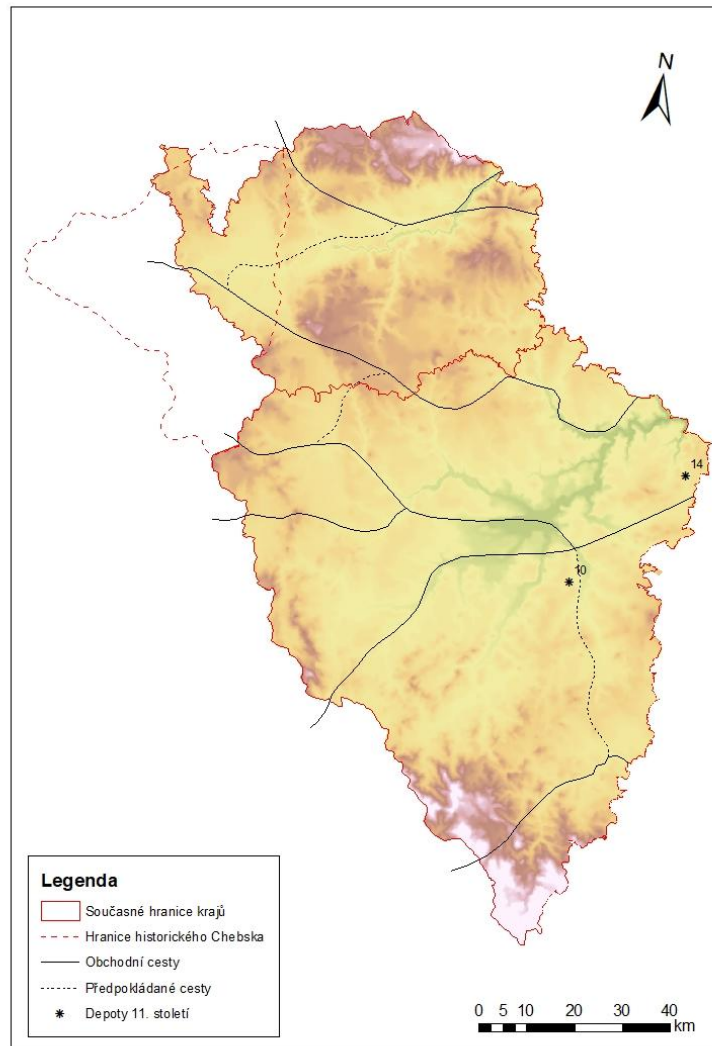 N
14
10
Legenda
Současné hranice krajů
Hranice historického Chebska
Obchodní cesty
Předpokládané cesty
Depoty 11. století
0 5 10 20 30 40
km